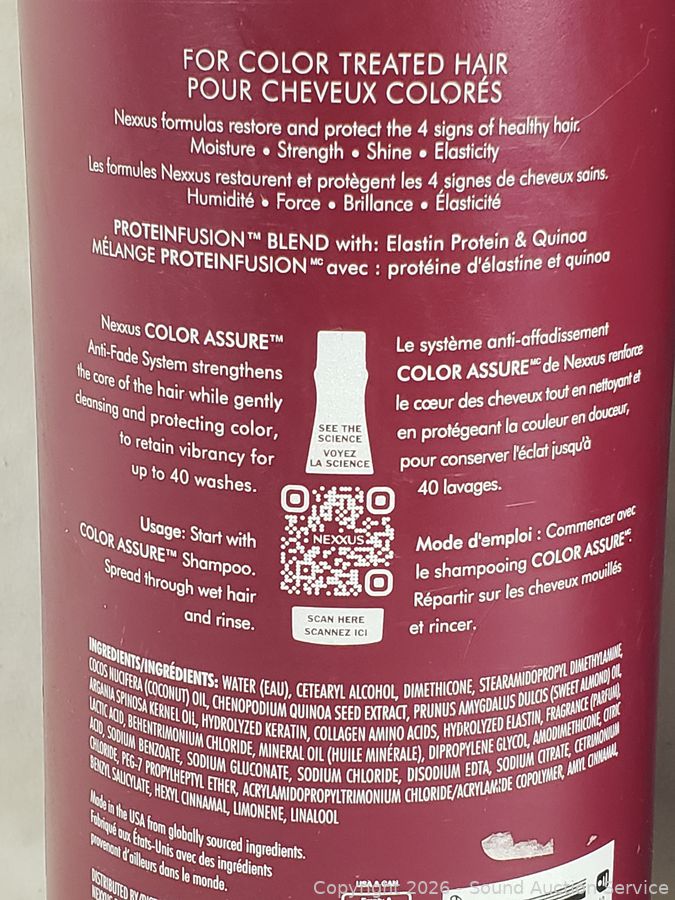 FOR COLOR TREATED HAIR
POUR CHEVEUX COLORÉS
Nexxus formulas restore and protect the 4 signs of healthy hair.
Moisture • Strength • Shine • Elasticity
Les formules Nexxus restaurent et protègent les 4 signes de cheveux sains.
Humidité • Force • Brillance • Élasticité
PROTEINFUSION™ BLEND with: Elastin Protein & Quinoa
MÉLANGE PROTEINFUSION MC avec : protéine d'élastine et quinoa
Nexxus COLOR ASSURE™
Anti-Fade System strengthens
the core of the hair while gently
cleansing and protecting color,
to retain vibrancy for
up to 40 washes.
Usage: Start with
COLOR ASSURE™ Shampoo.
Spread through wet hair
and rinse.
SEE THE
SCIENCE
VOYEZ
LA SCIENCE
NEXXUS
SCAN HERE
SCANNEZ ICI
Le système anti-affadissement
COLOR ASSURE MC de Nexxus renforce
le cœur des cheveux tout en nettoyant et
en protégeant la couleur en douceur,
pour conserver l'éclat jusqu'à
40 lavages.
Mode d'emploi : Commencer avec
le shampooing COLOR ASSURE MC.
Répartir sur les cheveux mouillés
et rincer.
INGREDIENTS/INGRÉDIENTS: WATER (EAU), CETEARYL ALCOHOL, DIMETHICONE, STEARAMIDOPROPYL DIMETHYLAMINE,
COCOS NUCIFERA (COCONUT) OIL, CHENOPODIUM QUINOA SEED EXTRACT, PRUNUS AMYGDALUS DULCIS (SWEET ALMOND) OIL,
ARGANIA SPINOSA KERNEL OIL, HYDROLYZED KERATIN, COLLAGEN AMINO ACIDS, HYDROLYZED ELASTIN, FRAGRANCE (PARFUM),
LACTIC ACID, BEHENTRIMONIUM CHLORIDE, MINERAL OIL (HUILE MINÉRALE), DIPROPYLENE GLYCOL, AMODIMETHICONE, CITRIC
ACID, SODIUM BENZOATE, SODIUM GLUCONATE, SODIUM CHLORIDE, DISODIUM EDTA, SODIUM CITRATE, CETRIMONIUM
CHLORIDE, PEG-7 PROPYLHEPTYL ETHER, ACRYLAMIDOPROPYLTRIMONIUM CHLORIDE/ACRYLAMIDE COPOLYMER, AMYL CINNAMAL,
BENZYL SALICYLATE, HEXYL CINNAMAL, LIMONENE, LINALOOL
Made in the USA from globally sourced ingredients.
Fabriqué aux États-Unis avec des ingrédients
provenant d'ailleurs dans le monde.
DISTRIBUTED BY
USA & CAN
Copyright 2026 - Sound Auction Service